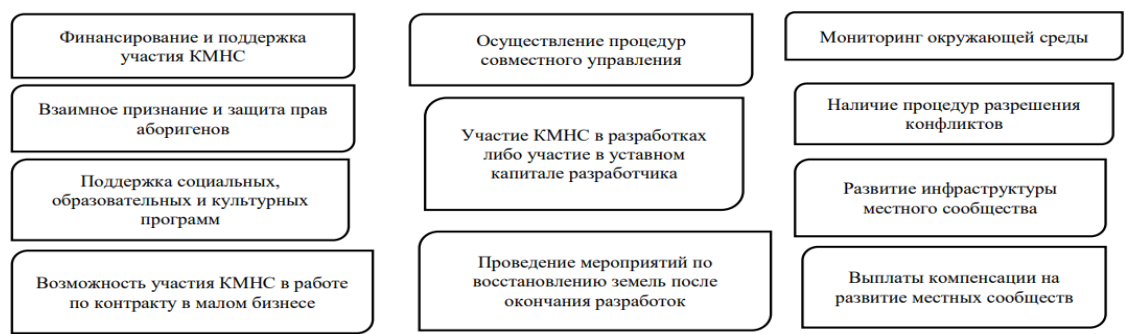 Финансирование и поддержка
участия КМНС
Взаимное признание и защита прав
аборигенов
Поддержка социальных,
образовательных и культурных
программ
Возможность участия КМНС в работе
по контракту в малом бизнесе
Осуществление процедур
совместного управления
Участие КМНС в разработках
либо участие в уставном
капитале разработчика
Проведение мероприятий по
восстановлению земель после
окончания разработок
Мониторинг окружающей среды
Наличие процедур разрешения
конфликтов
Развитие инфраструктуры
местного сообщества
Выплаты компенсации на
развитие местных сообществ